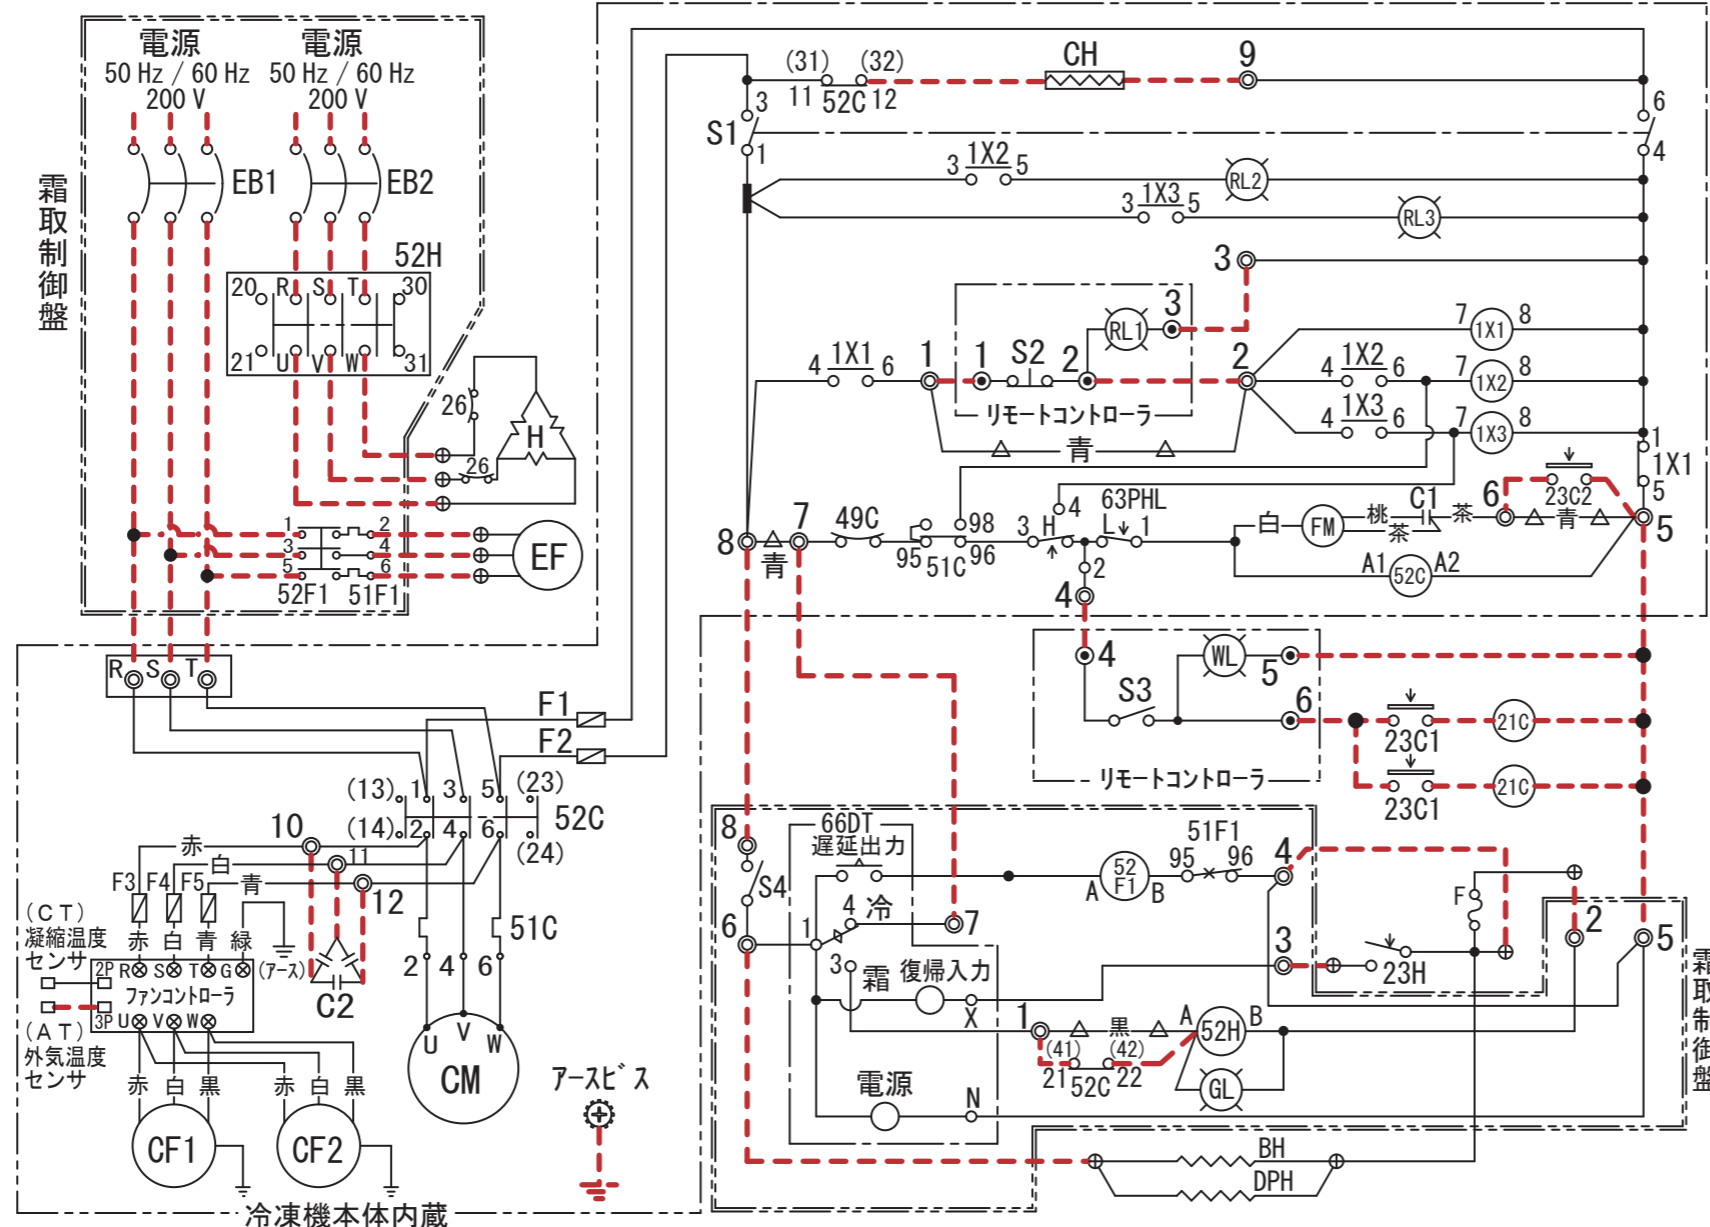 電源
50 Hz / 60 Hz
200 V
電源
50 Hz / 60 Hz
200 V
霜取制御盤
EB1
EB2
52H
20 R S T 30
21 U V W 31
26
26
H
1 2
3 4
5 6
52F1 51F1
EF
R S T
F1
F2
(13) 1 3 5 (23)
(14) 2 4 6 (24)
52C
10
11
12
赤
白
青
F3 F4 F5
赤 白 青 緑
(アース)
(CT)
凝縮温度
センサ
2P R S T G
ファンコントローラ
3P U V W
(AT)
外気温度
センサ
赤 白 黒
赤 白 黒
CF1
CF2
C2
51C
2 4 6
U V W
CM
アースビス
冷凍機本体内蔵
(31) (32)
11 52C 12
CH
9
S1
3
1
6
4
3 1X2 5
RL2
3 1X3 5
RL3
3
RL1 3
4 1X1 6
1 1 S2 2
2
リモートコントローラ
青
7 1X1 8
4 1X2 6
7 1X2 8
4 1X3 6
7 1X3 8
1
1X1
5
8
青
7
49C
95 51C 96
98
3 H 4
63PHL
L 1
2
4
白 FM 桃 C1 茶
茶
6
23C2
青
5
A1 52C A2
4
WL 5
S3
6
リモートコントローラ
23C1 21C
23C1 21C
8
S4
6
66DT
遅延出力
1
4 冷
7
3
霜
復帰入力
X
電源
N
A 52F1 B
51F1
95 96
4
3
F
23H
2
5
霜取制御盤
1
黒
(41) (42)
21 52C 22
A 52H B
GL
BH
DPH